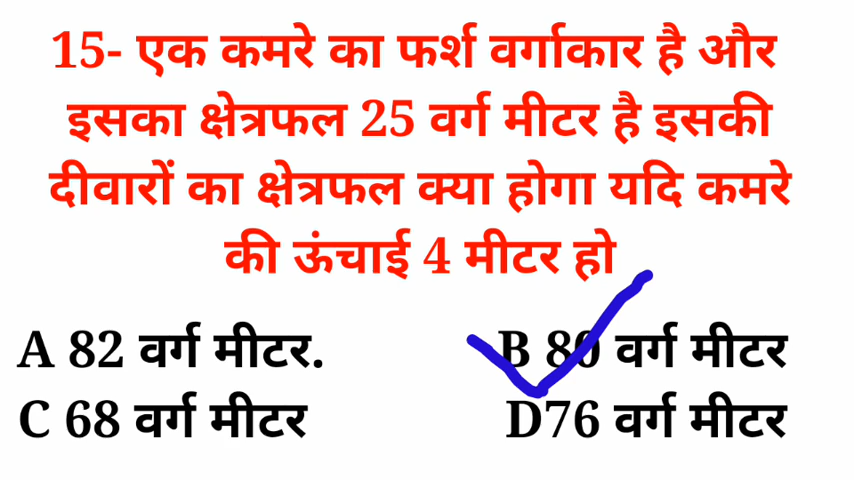 15- एक कमरे का फर्श वर्गाकार है और
इसका क्षेत्रफल 25 वर्ग मीटर है इसकी
दीवारों का क्षेत्रफल क्या होगा यदि कमरे
की ऊंचाई 4 मीटर हो
A 82 वर्ग मीटर. B 80 वर्ग मीटर
C 68 वर्ग मीटर D76 वर्ग मीटर